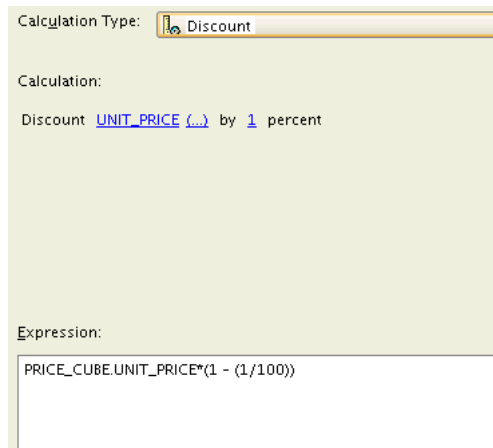 Calculation Type: Discount
Calculation:
Discount UNIT_PRICE (...) by 1 percent
Expression:
PRICE_CUBE.UNIT_PRICE*(1 - (1/100))